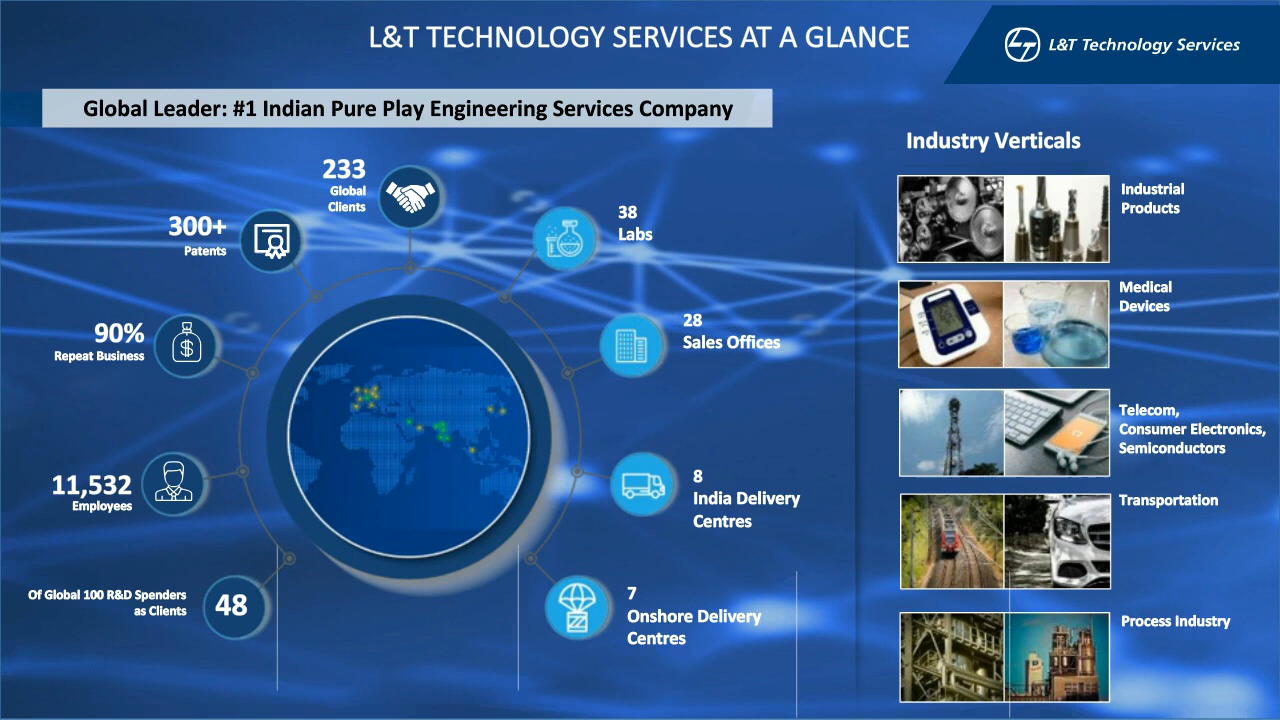 L&T TECHNOLOGY SERVICES AT A GLANCE
L&T Technology Services
Global Leader: #1 Indian Pure Play Engineering Services Company
233
Global
Clients
300+
Patents
90%
Repeat Business
11,532
Employees
Of Global 100 R&D Spenders
as Clients
48
38
Labs
28
Sales Offices
8
India Delivery
Centres
7
Onshore Delivery
Centres
Industry Verticals
Industrial
Products
Medical
Devices
Telecom,
Consumer Electronics,
Semiconductors
Transportation
Process Industry